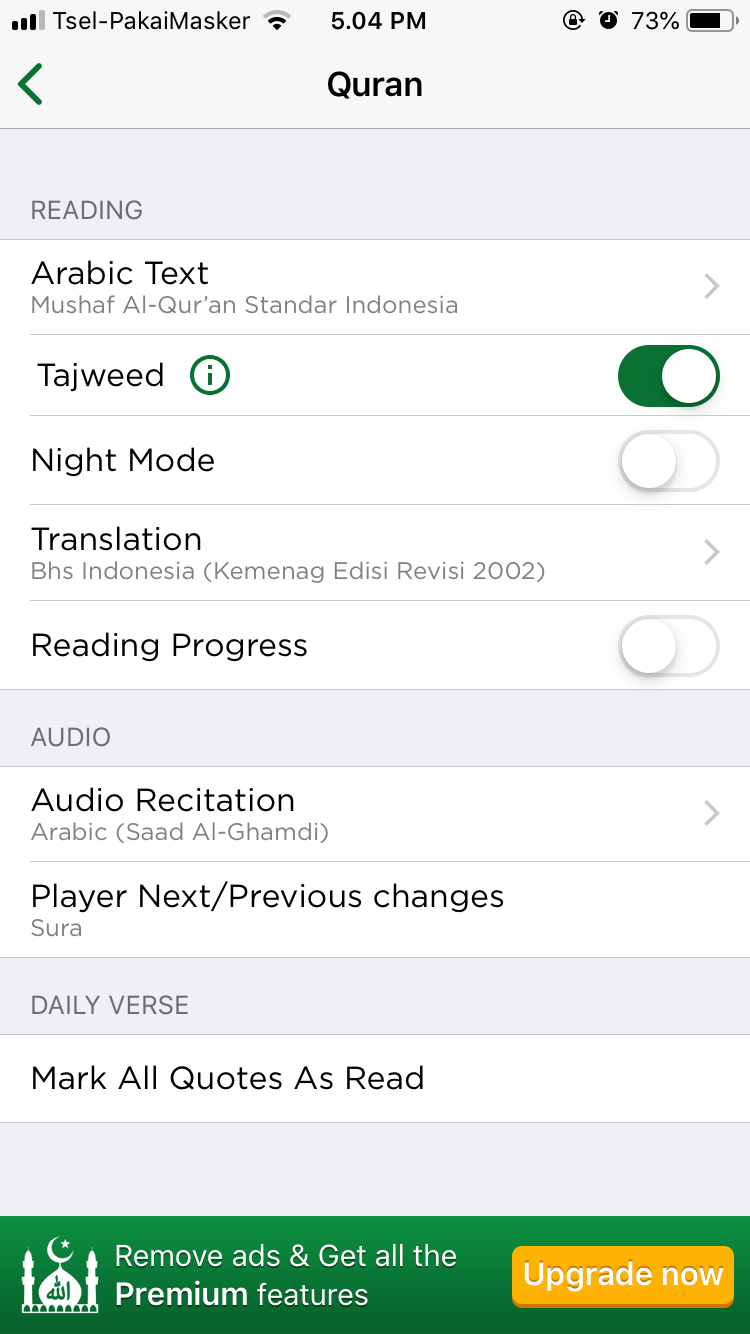 Tsel-PakaiMasker 5.04 PM 73%
Quran
READING
Arabic Text
Mushaf Al-Qur’an Standar Indonesia
Tajweed
Night Mode
Translation
Bhs Indonesia (Kemenag Edisi Revisi 2002)
Reading Progress
AUDIO
Audio Recitation
Arabic (Saad Al-Ghamdi)
Player Next/Previous changes
Sura
DAILY VERSE
Mark All Quotes As Read
الله
Remove ads & Get all the
Premium features
Upgrade now